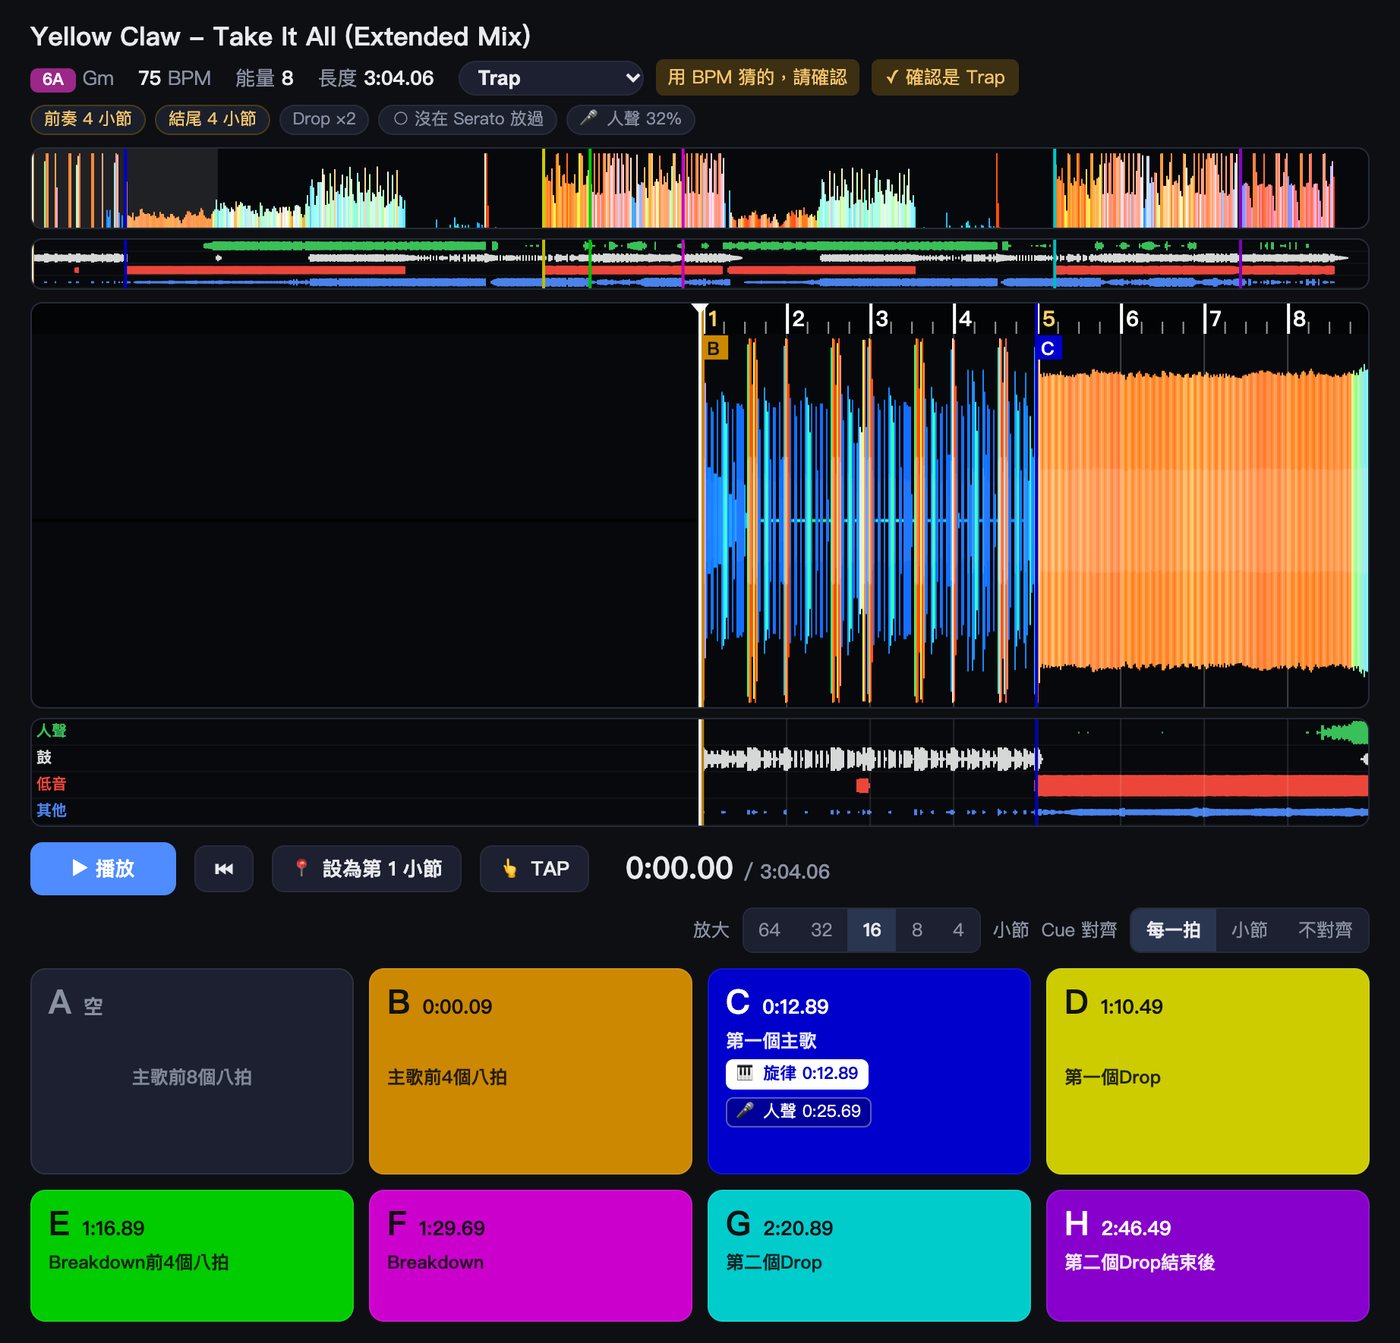 Yellow Claw – Take It All (Extended Mix)
6A Gm 75 BPM 能量 8 長度 3:04.06 Trap 用 BPM 猜的，請確認 ✓ 確認是 Trap
前奏 4 小節 結尾 4 小節 Drop ×2 沒在 Serato 放過 人聲 32%
1 2 3 4 5 6 7 8
B C
人聲
鼓
低音
其他
播放 設為第 1 小節 TAP 0:00.00 / 3:04.06
放大 64 32 16 8 4 小節 Cue 對齊 每一拍 小節 不對齊
A 空
主歌前8個八拍
B 0:00.09
主歌前4個八拍
C 0:12.89
第一個主歌
旋律 0:12.89
人聲 0:25.69
D 1:10.49
第一個Drop
E 1:16.89
Breakdown前4個八拍
F 1:29.69
Breakdown
G 2:20.89
第二個Drop
H 2:46.49
第二個Drop結束後